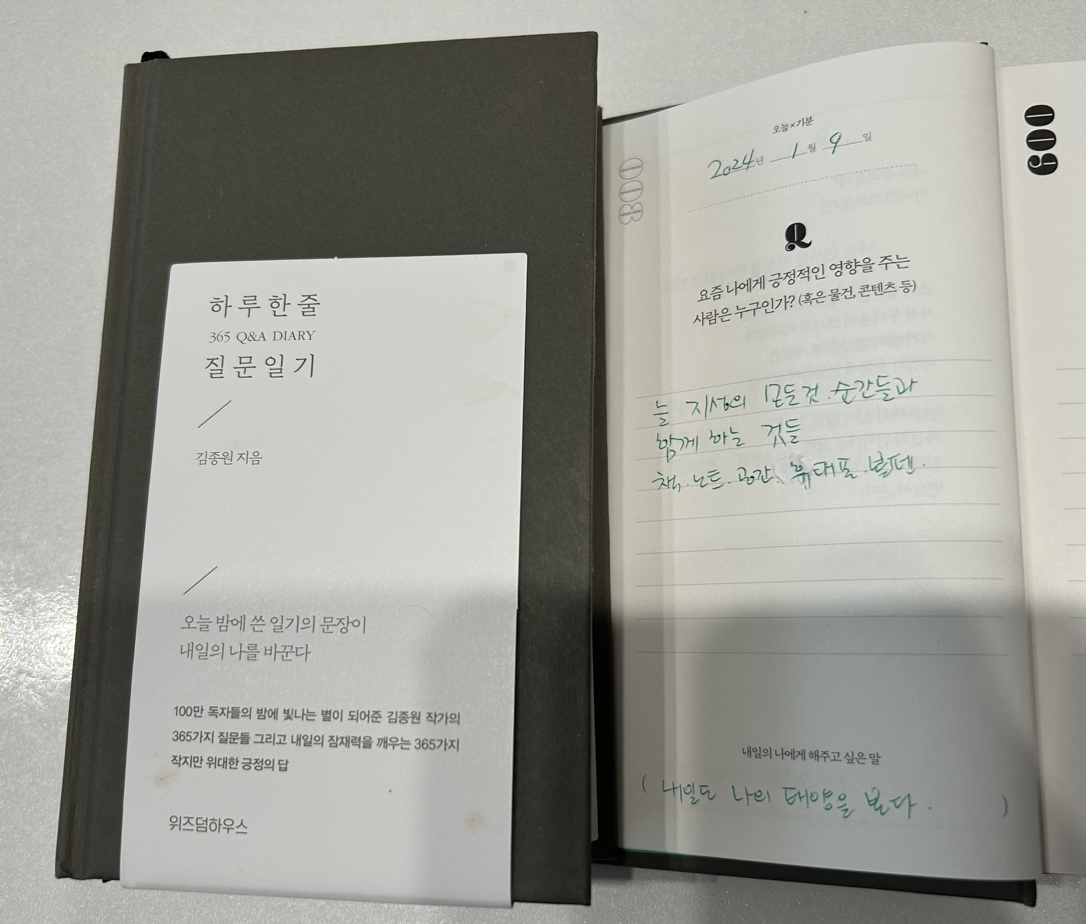 하루한줄
365 Q&A DIARY
질문일기
김종원 지음
오늘 밤에 쓴 일기의 문장이
내일의 나를 바꾼다
100만 독자들의 밤에 빛나는 별이 되어준 김종원 작가의
365가지 질문들 그리고 내일의 잠재력을 깨우는 365가지
작지만 위대한 긍정의 답
위즈덤하우스
008
오늘×기분
2024년 1월 9일
Q
요즘 나에게 긍정적인 영향을 주는
사람은 누구인가? (혹은 물건, 콘텐츠 등)
늘 지성의 모든것. 순간들과
함께 하는 것들
책. 노트. 공간. 휴대폰. 볼펜.
내일의 나에게 해주고 싶은 말
( 내일도 나의 태양을 본다. )
009